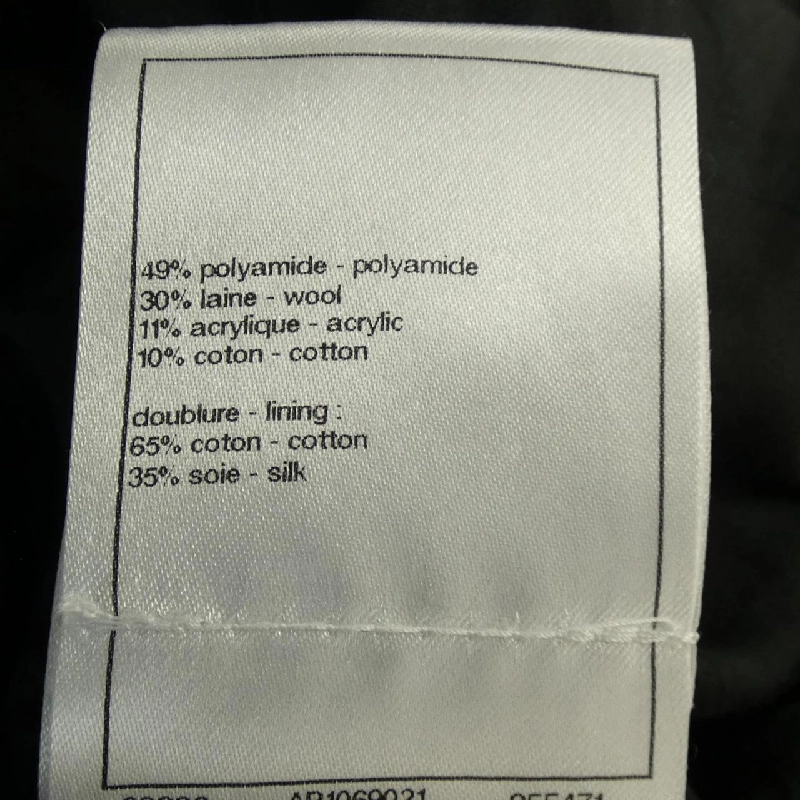 49% polyamide - polyamide
30% laine - wool
11% acrylique - acrylic
10% coton - cotton
doublure - lining :
65% coton - cotton
35% soie - silk